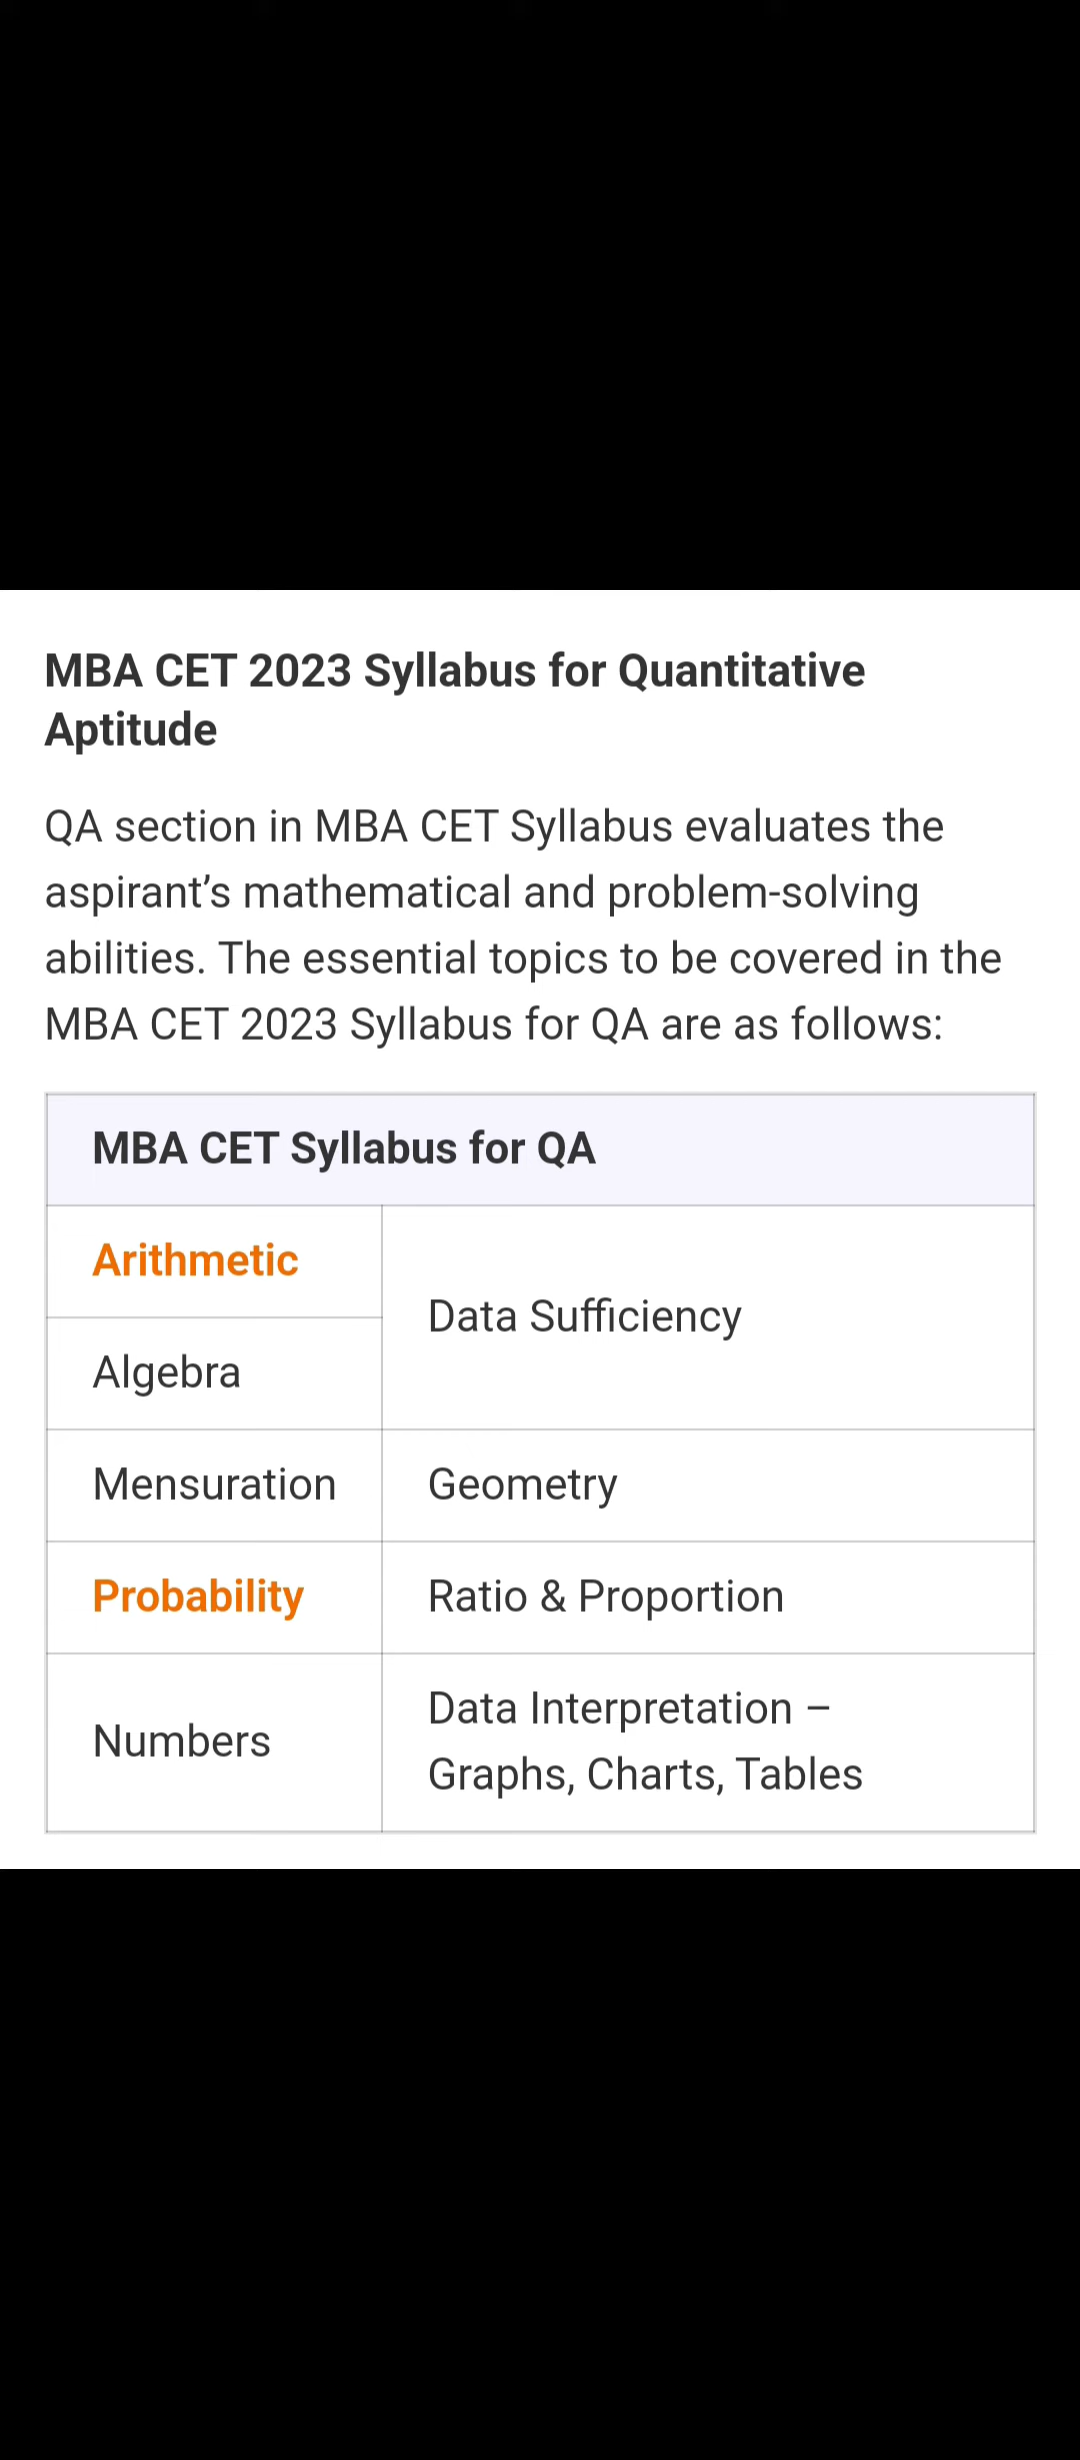 MBA CET 2023 Syllabus for Quantitative
Aptitude
QA section in MBA CET Syllabus evaluates the
aspirant’s mathematical and problem-solving
abilities. The essential topics to be covered in the
MBA CET 2023 Syllabus for QA are as follows:
MBA CET Syllabus for QA
Arithmetic
Data Sufficiency
Algebra
Mensuration
Geometry
Probability
Ratio & Proportion
Numbers
Data Interpretation –
Graphs, Charts, Tables